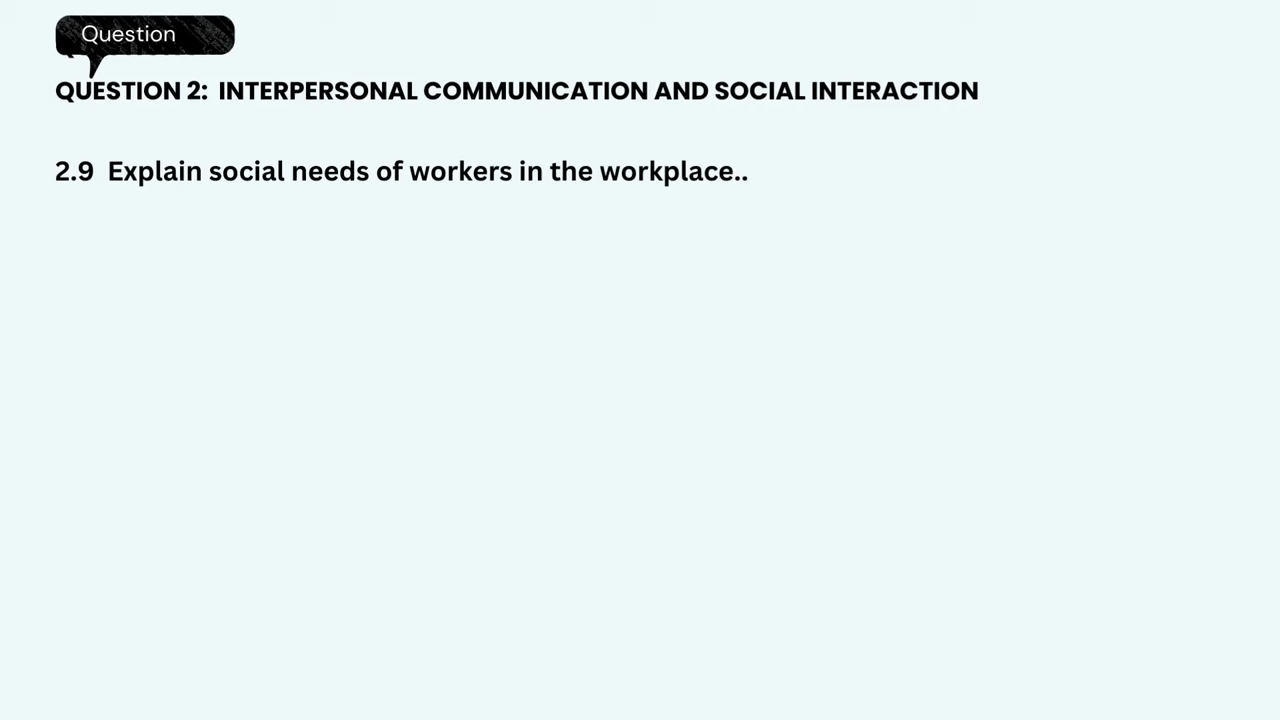 Question
QUESTION 2: INTERPERSONAL COMMUNICATION AND SOCIAL INTERACTION
2.9 Explain social needs of workers in the workplace..